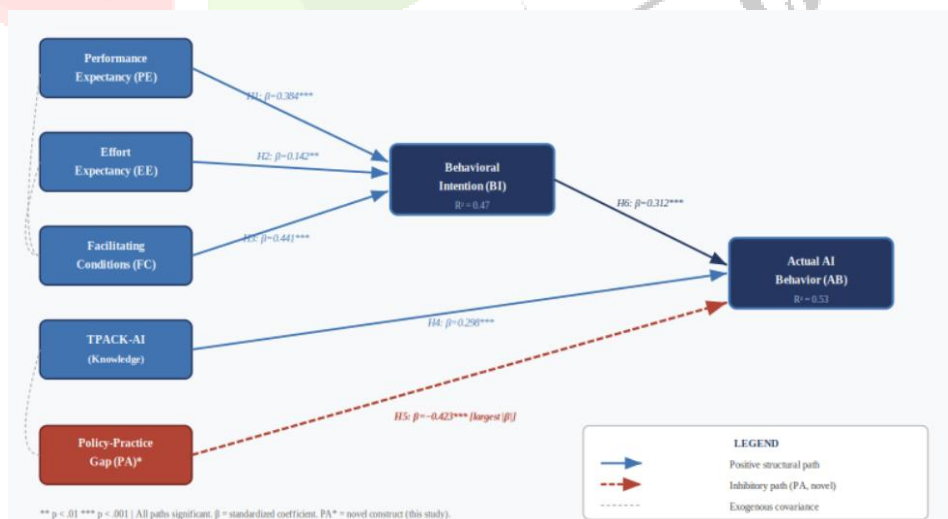 Performance
Expectancy (PE)
H1: β=0.384***
Effort
Expectancy (EE)
H2: β=0.142**
Behavioral
Intention (BI)
R² = 0.47
H6: β=0.312***
Facilitating
Conditions (FC)
H3: β=0.441***
Actual AI
Behavior (AB)
R² = 0.53
TPACK-AI
(Knowledge)
H4: β=0.298***
H5: β=−0.423*** [largest |β|]
Policy-Practice
Gap (PA)*
LEGEND
Positive structural path
Inhibitory path (PA, novel)
Exogenous covariance
** p < .01 *** p < .001 | All paths significant. β = standardized coefficient. PA* = novel construct (this study).